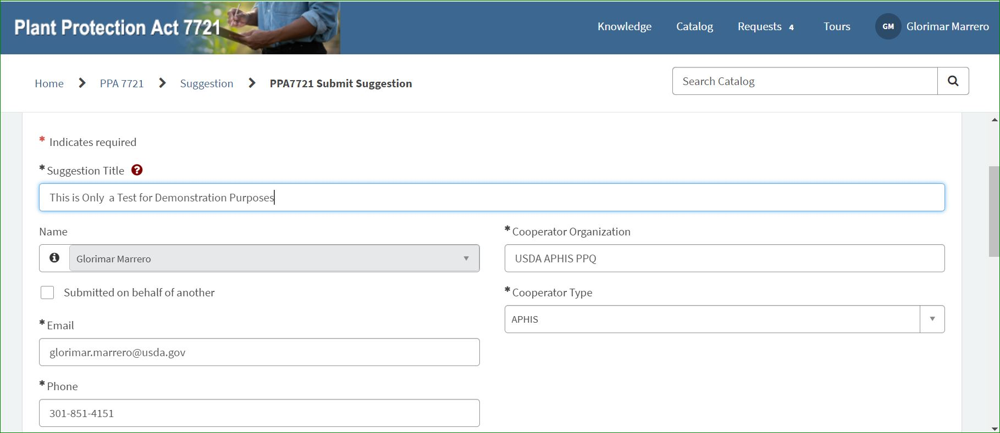 Plant Protection Act 7721
Knowledge Catalog Requests 4 Tours GM Glorimar Marrero
Home PPA 7721 Suggestion PPA7721 Submit Suggestion
Search Catalog
* Indicates required
* Suggestion Title ?
This is Only  a Test for Demonstration Purposes
Name
Glorimar Marrero
Submitted on behalf of another
* Email
glorimar.marrero@usda.gov
* Phone
301-851-4151
* Cooperator Organization
USDA APHIS PPQ
* Cooperator Type
APHIS